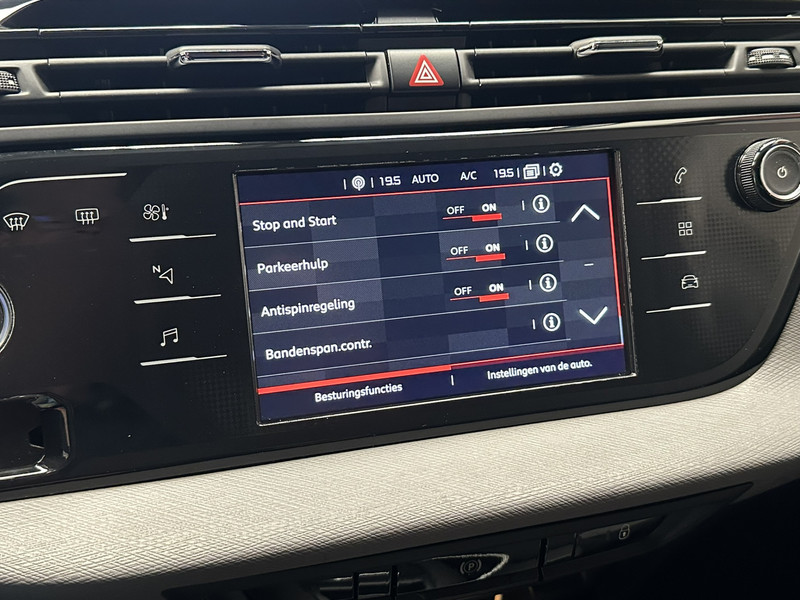 19.5 AUTO A/C 19.5
Stop and Start OFF ON
Parkeerhulp OFF ON
Antispinregeling OFF ON
Bandenspan.contr.
Besturingsfuncties Instellingen van de auto.
N
P